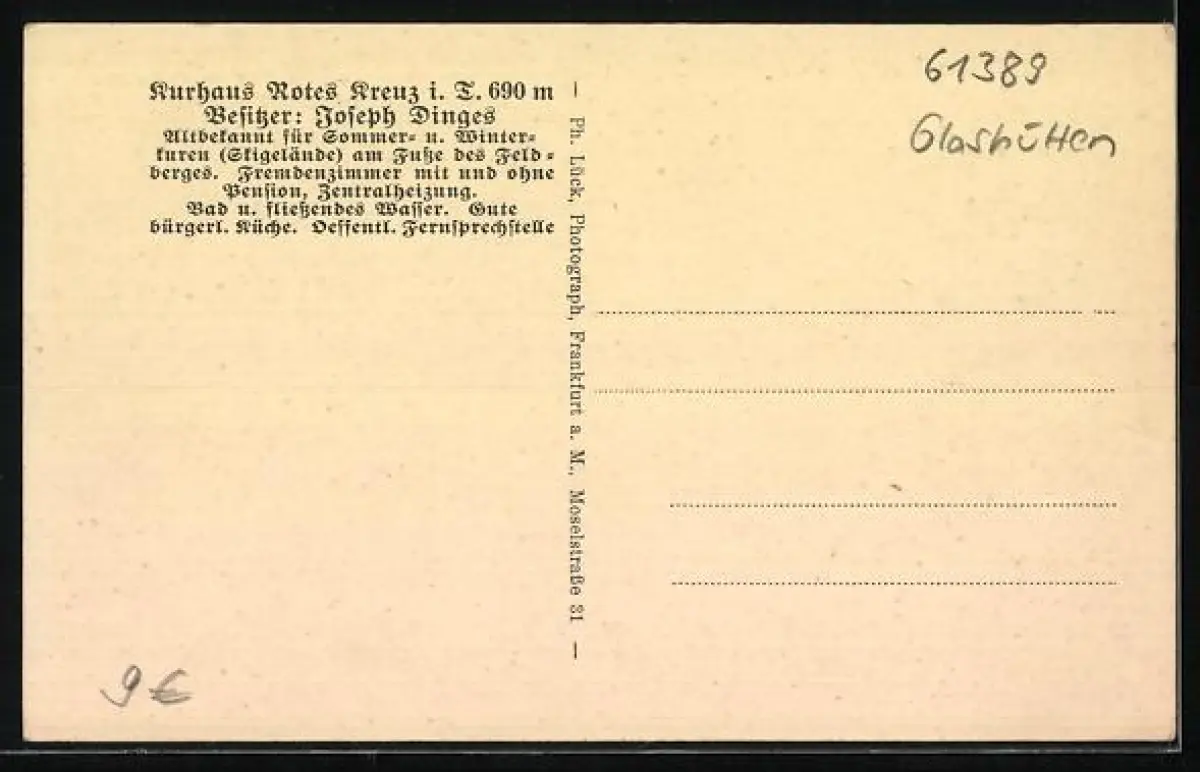 Kurhaus Rotes Kreuz i. T. 690 m
Besitzer: Joseph Dinges
Altbekannt für Sommer- u. Winter-
kuren (Skigelände) am Fuße des Feld-
berges. Fremdenzimmer mit und ohne
Pension, Zentralheizung.
Bad u. fließendes Wasser. Gute
bürgerl. Küche. Oeffentl. Fernsprechstelle
— Ph. Lück, Photograph, Frankfurt a. M., Moselstraße 31 —
61389
Glashütten
9 €